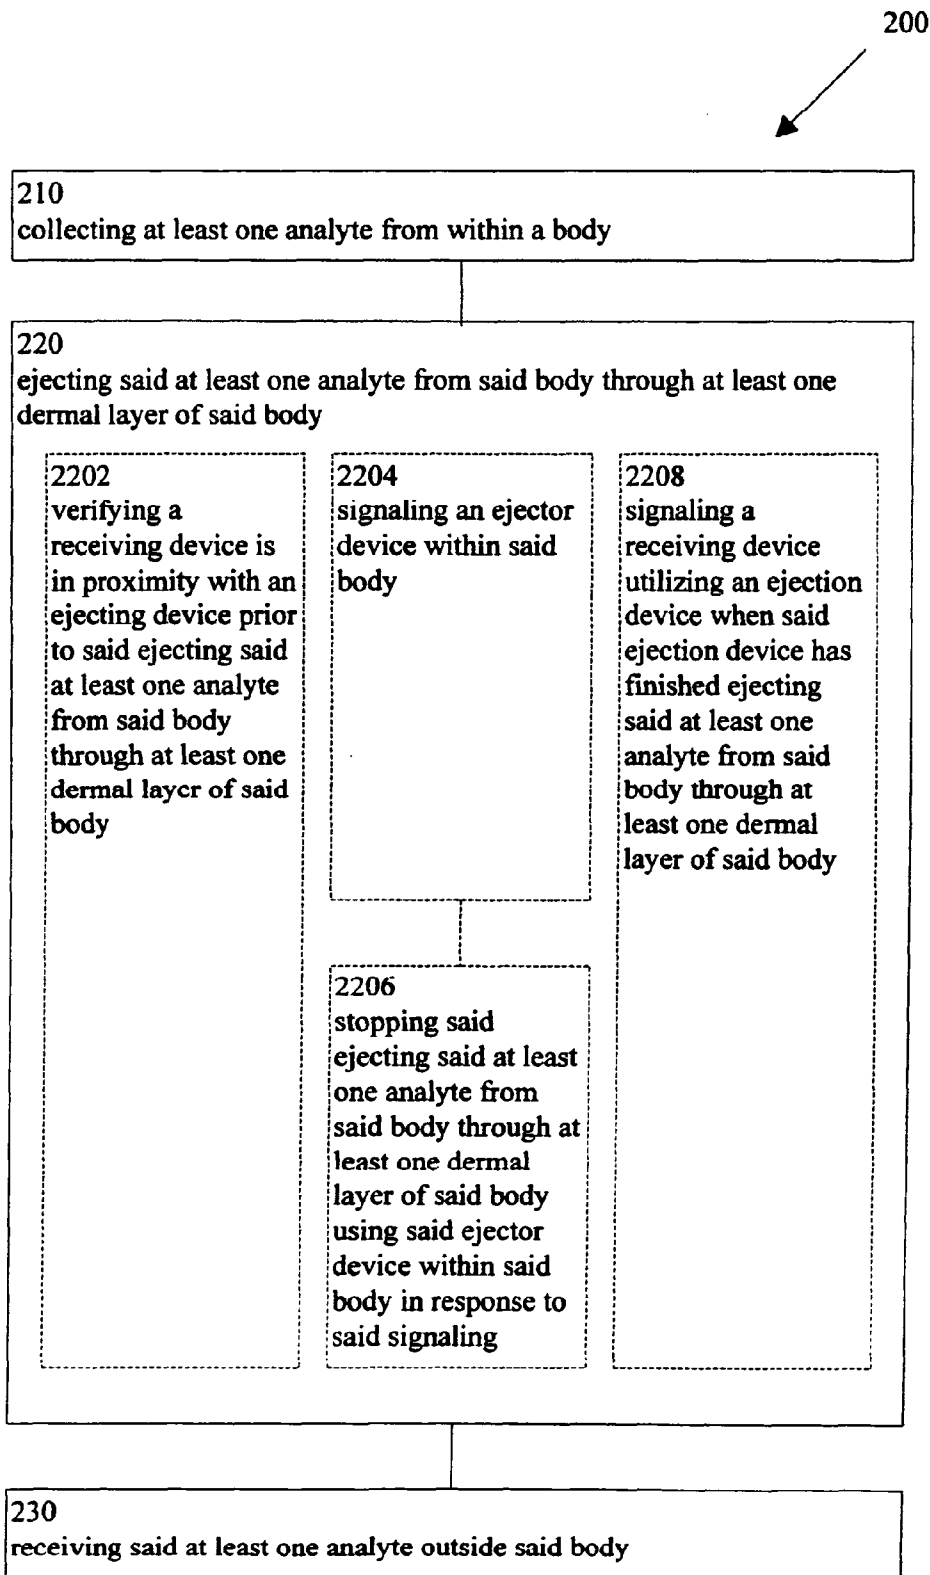 200
210
collecting at least one analyte from within a body
220
ejecting said at least one analyte from said body through at least one
dermal layer of said body
2202
verifying a
receiving device is
in proximity with an
ejecting device prior
to said ejecting said
at least one analyte
from said body
through at least one
dermal layer of said
body
2204
signaling an ejector
device within said
body
2206
stopping said
ejecting said at least
one analyte from
said body through at
least one dermal
layer of said body
using said ejector
device within said
body in response to
said signaling
2208
signaling a
receiving device
utilizing an ejection
device when said
ejection device has
finished ejecting
said at least one
analyte from said
body through at
least one dermal
layer of said body
230
receiving said at least one analyte outside said body